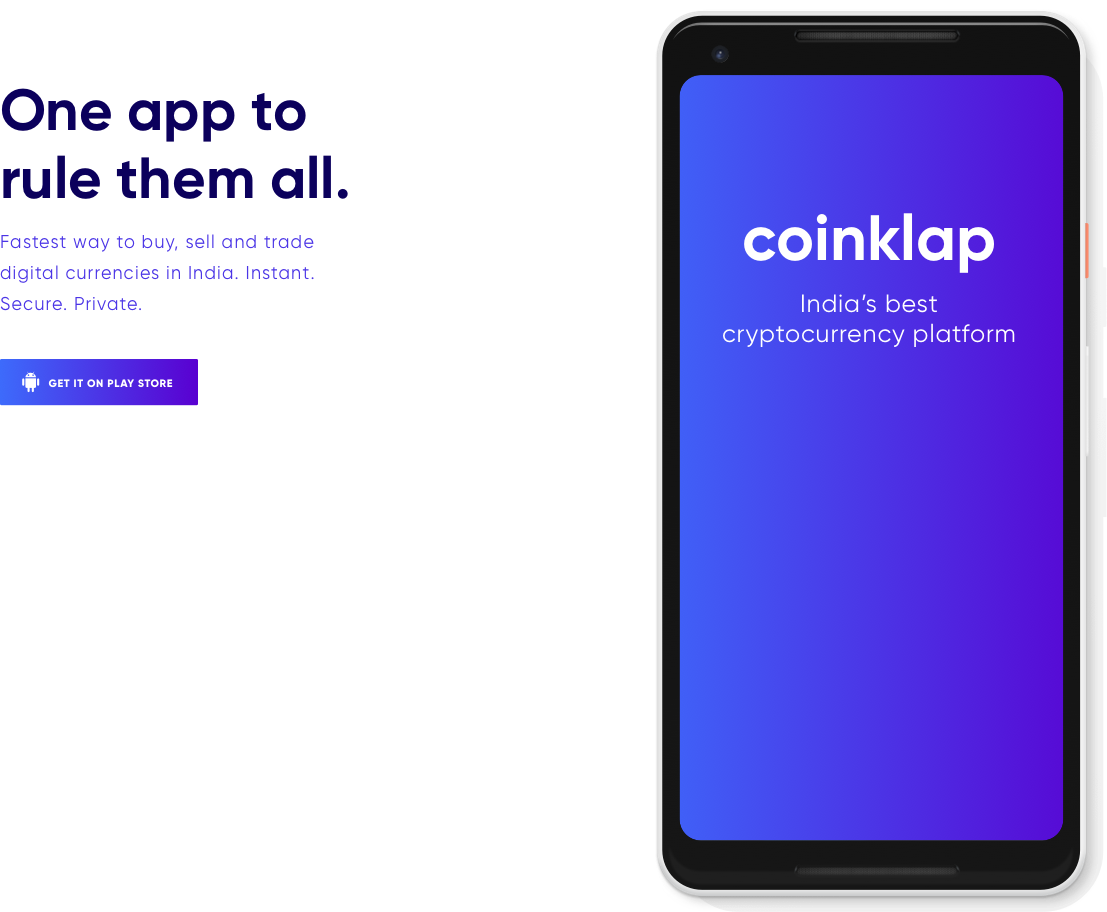 One app to
rule them all.
Fastest way to buy, sell and trade
digital currencies in India. Instant.
Secure. Private.
GET IT ON PLAY STORE
coinklap
India’s best
cryptocurrency platform